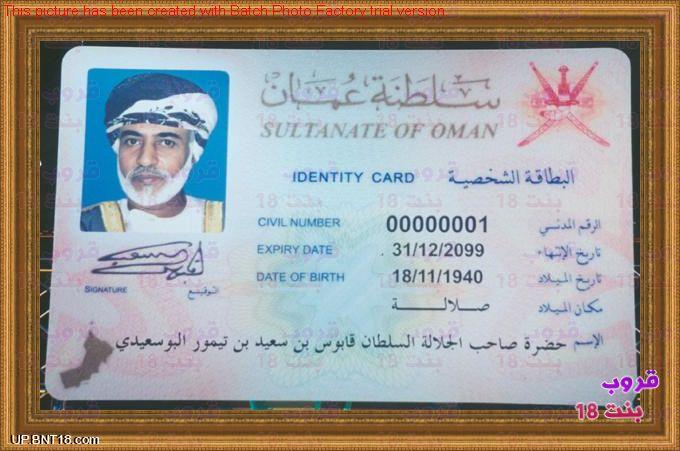 This picture has been created with Batch Photo Factory trial version
سلطنة عمان
SULTANATE OF OMAN
IDENTITY CARD البطاقة الشخصية
CIVIL NUMBER 00000001 الرقم المدني
EXPIRY DATE 31/12/2099 تاريخ الإنتهاء
DATE OF BIRTH 18/11/1940 تاريخ الميلاد
صلالة مكان الميلاد
SIGNATURE التوقيع
الإسم حضرة صاحب الجلالة السلطان قابوس بن سعيد بن تيمور البوسعيدي
قروب
بنت 18
UP.BNT18.com